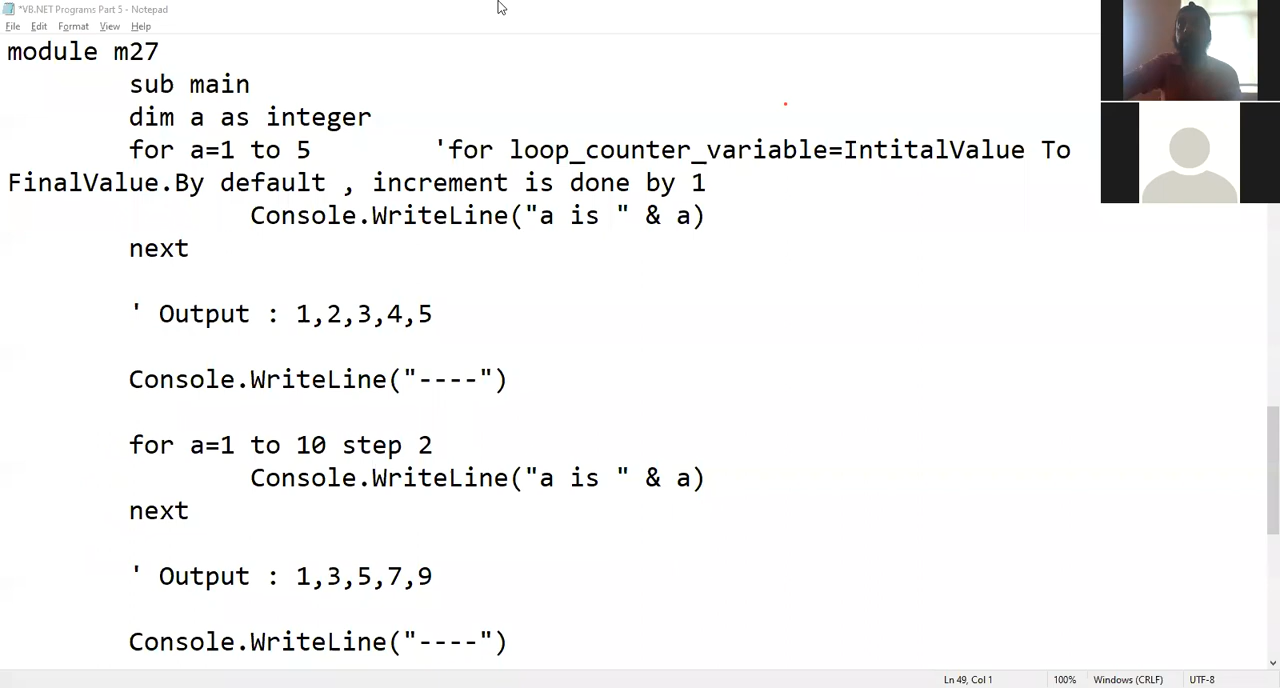 *VB.NET Programs Part 5 - Notepad
File Edit Format View Help
module m27
sub main
dim a as integer
for a=1 to 5 'for loop_counter_variable=IntitalValue To
FinalValue.By default , increment is done by 1
Console.WriteLine("a is " & a)
next
' Output : 1,2,3,4,5
Console.WriteLine("----")
for a=1 to 10 step 2
Console.WriteLine("a is " & a)
next
' Output : 1,3,5,7,9
Console.WriteLine("----")
Ln 49, Col 1 100% Windows (CRLF) UTF-8